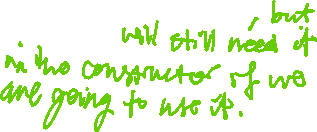 , but
will still need it
in the constructor if we
are going to use it.